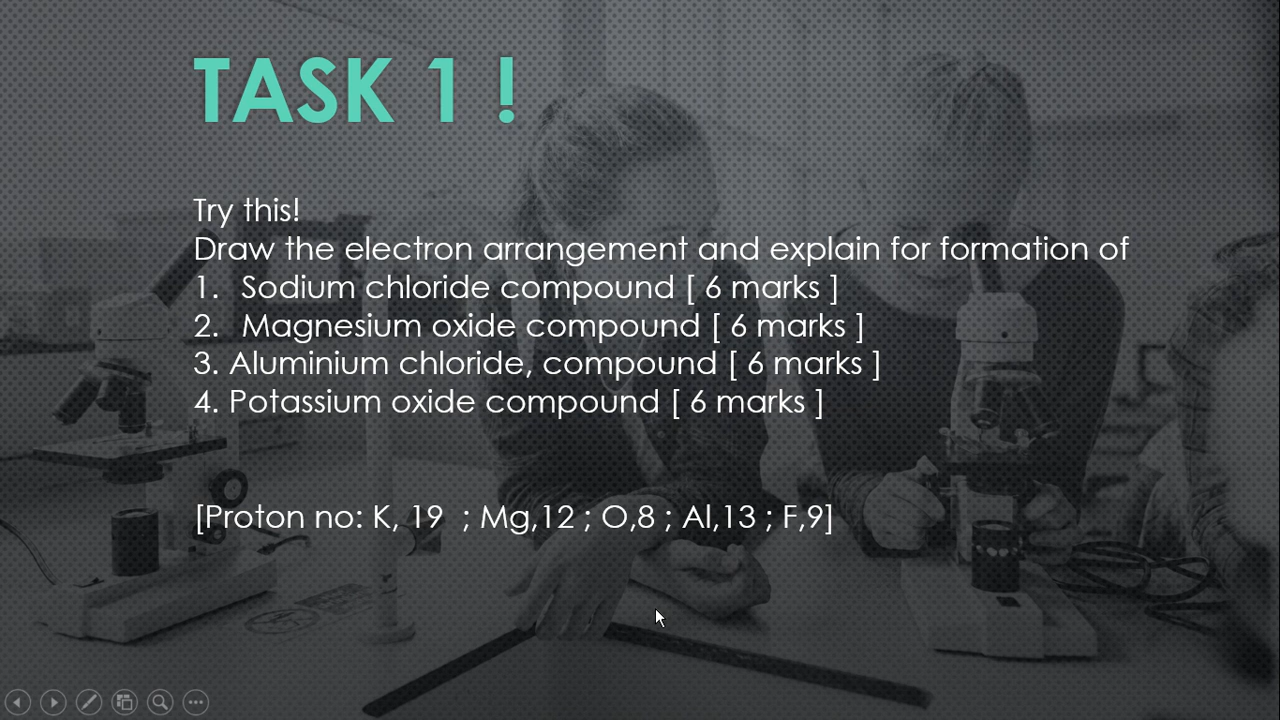 TASK 1 !
Try this!
Draw the electron arrangement and explain for formation of
1. Sodium chloride compound [ 6 marks ]
2. Magnesium oxide compound [ 6 marks ]
3. Aluminium chloride, compound [ 6 marks ]
4. Potassium oxide compound [ 6 marks ]
[Proton no: K, 19 ; Mg,12 ; O,8 ; Al,13 ; F,9]